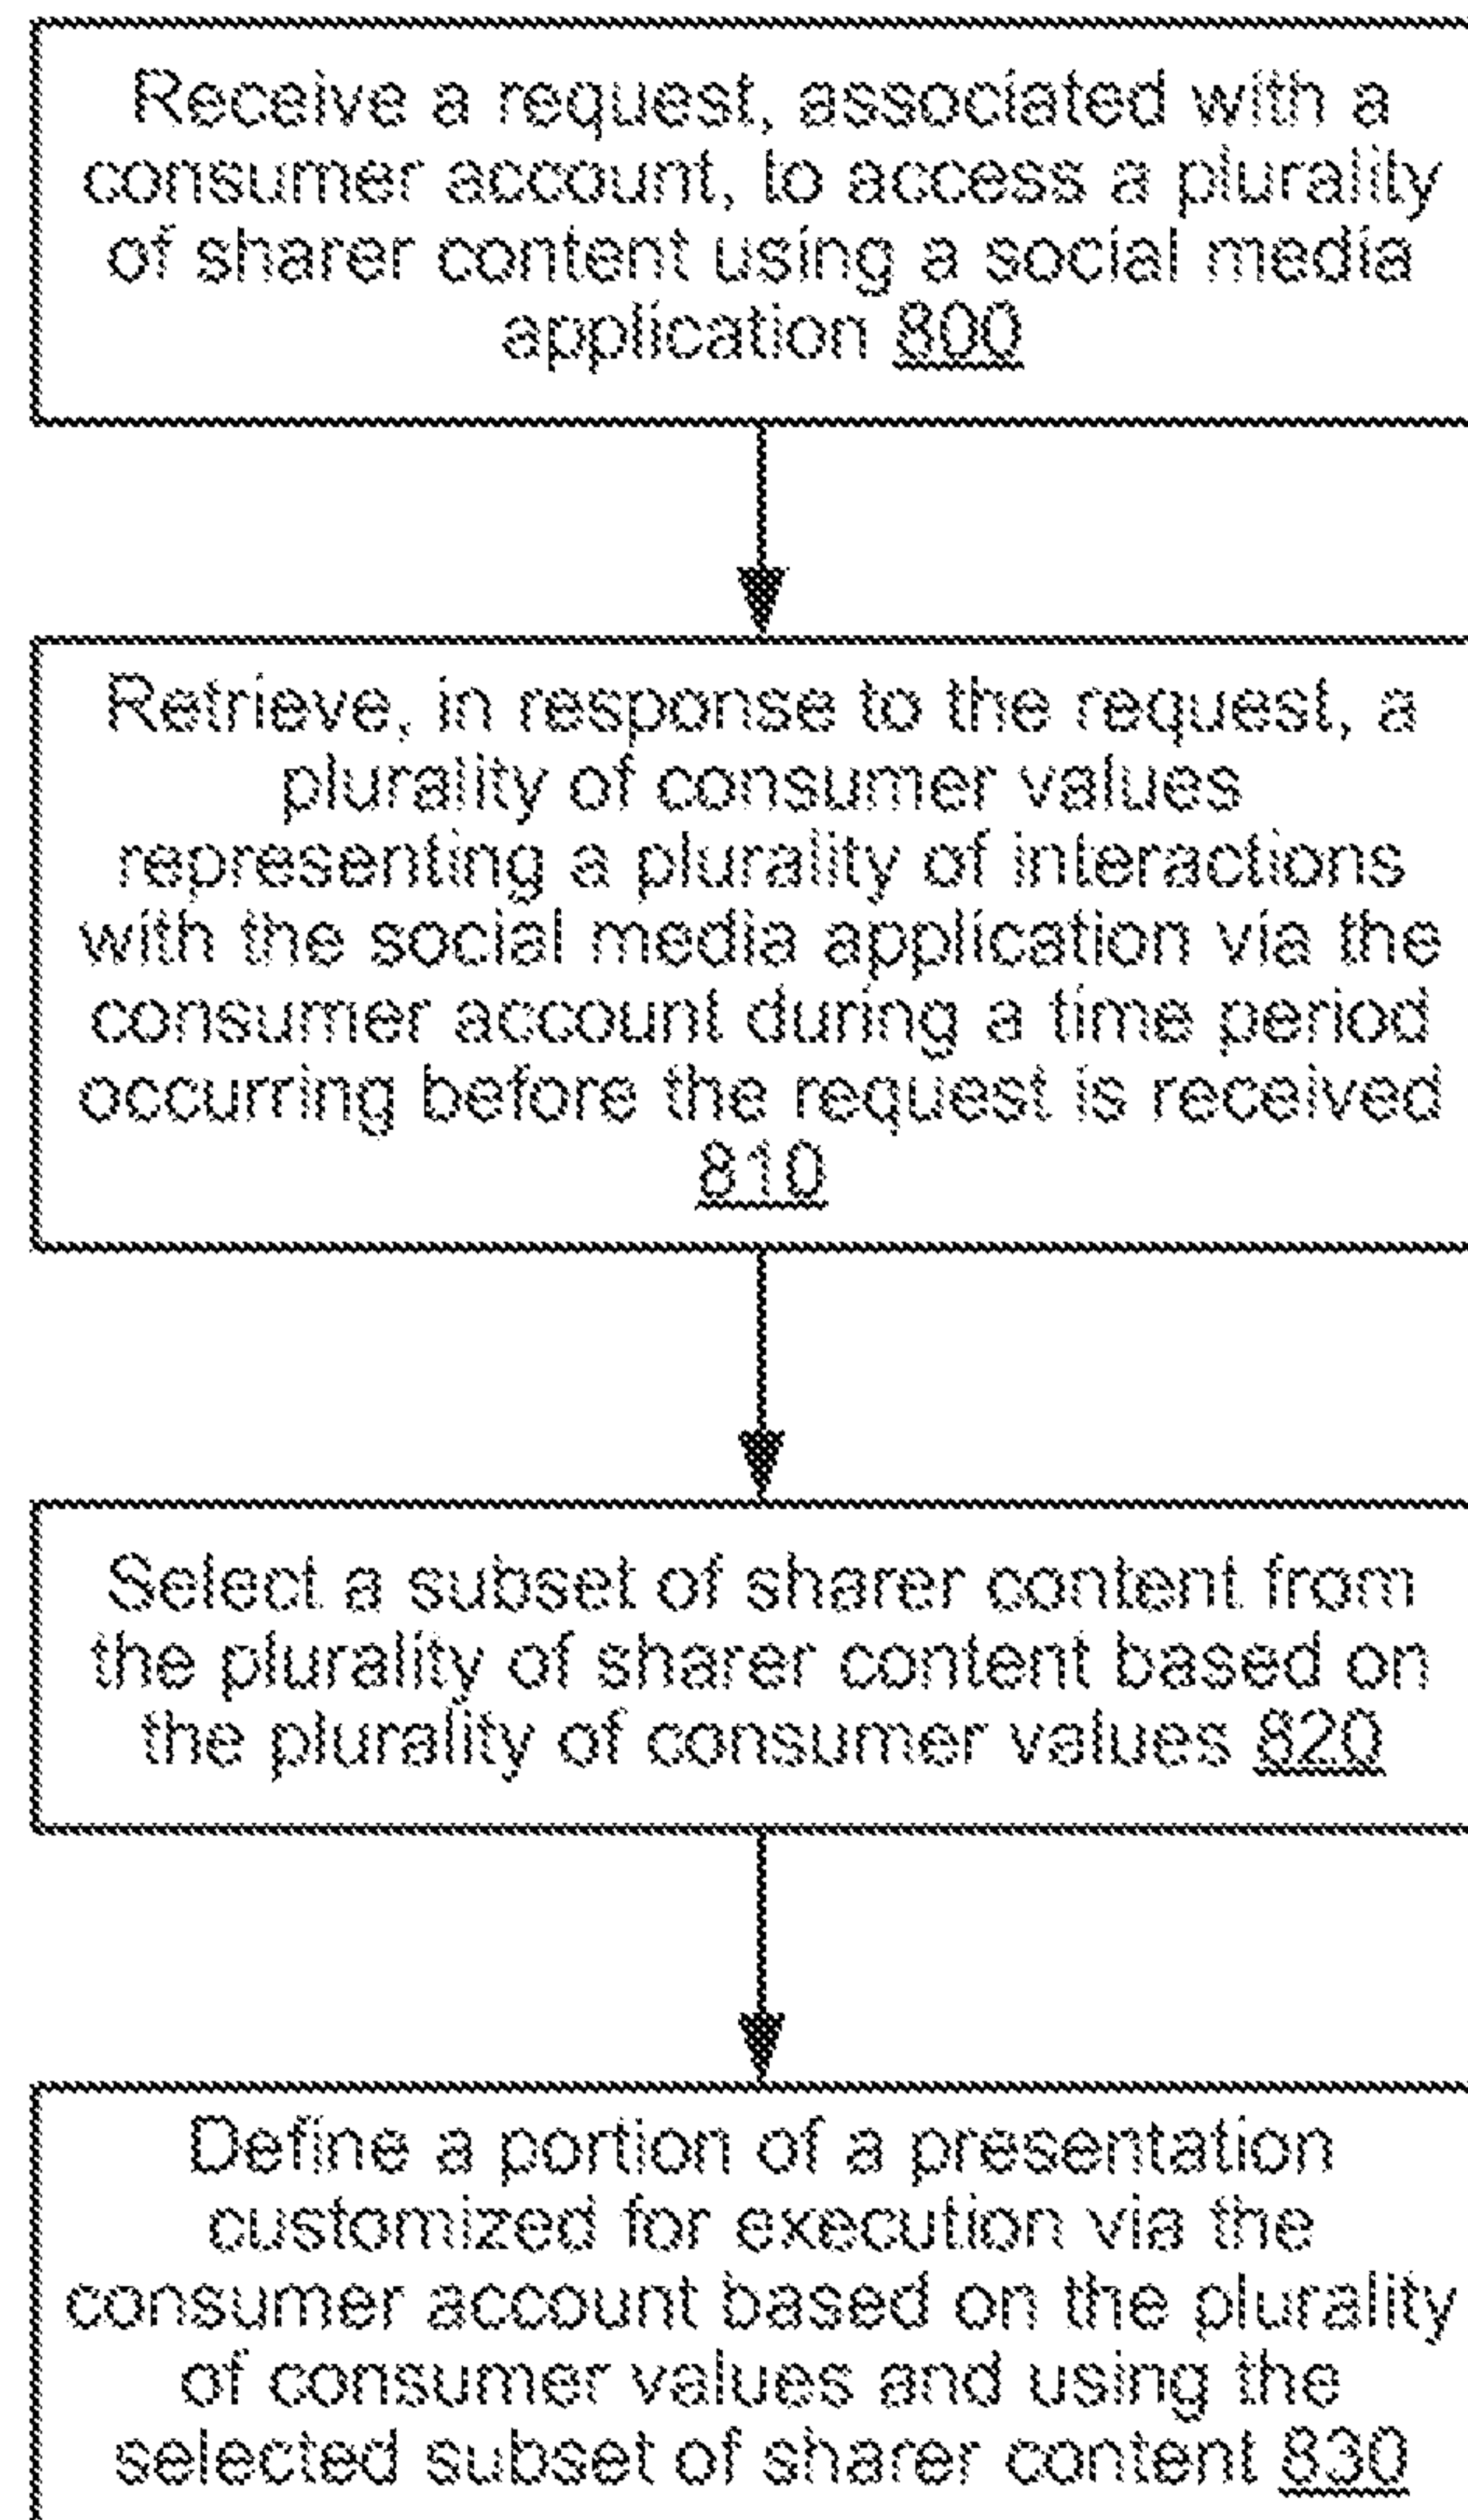 Receive a request, associated with a
consumer account, to access a plurality
of sharer content using a social media
application 800
Retrieve, in response to the request, a
plurality of consumer values
representing a plurality of interactions
with the social media application via the
consumer account during a time period
occurring before the request is received
810
Select a subset of sharer content from
the plurality of sharer content based on
the plurality of consumer values 820
Define a portion of a presentation
customized for execution via the
consumer account based on the plurality
of consumer values and using the
selected subset of sharer content 830